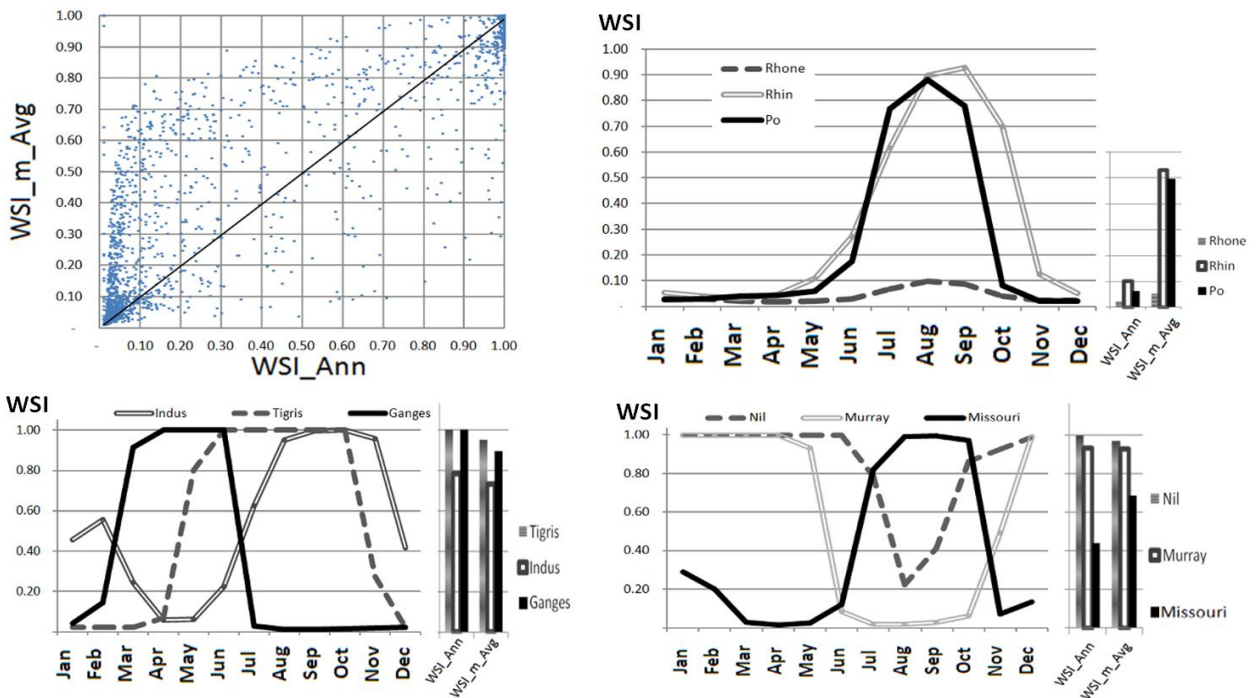 1.00
0.90
0.80
0.70
0.60
0.50
0.40
0.30
0.20
0.10
-
WSI_m_Avg
- 0.10 0.20 0.30 0.40 0.50 0.60 0.70 0.80 0.90 1.00
WSI_Ann
WSI
1.00
0.90
0.80
0.70
0.60
0.50
0.40
0.30
0.20
0.10
-
Rhone
Rhin
Po
Jan Feb Mar Apr May Jun Jul Aug Sep Oct Nov Dec
WSI_Ann WSI_m_Avg
Rhone
Rhin
Po
WSI
Indus Tigris Ganges
1.00
0.80
0.60
0.40
0.20
-
Jan Feb Mar Apr May Jun Jul Aug Sep Oct Nov Dec
WSI_Ann WSI_m_Avg
Tigris
Indus
Ganges
WSI
Nil Murray Missouri
1.00
0.80
0.60
0.40
0.20
-
Jan Feb Mar Apr May Jun Jul Aug Sep Oct Nov Dec
WSI_Ann WSI_m_Avg
Nil
Murray
Missouri